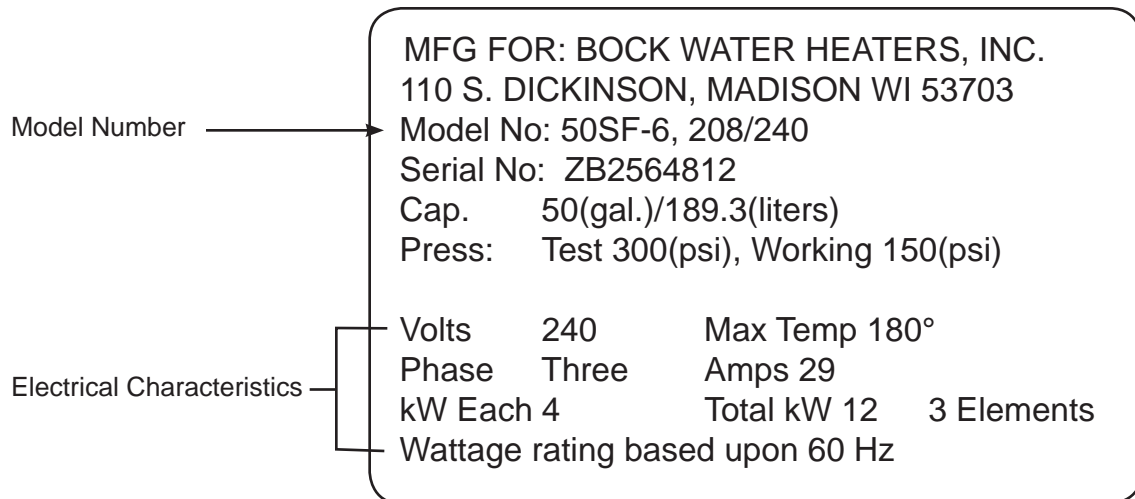 MFG FOR: BOCK WATER HEATERS, INC.
110 S. DICKINSON, MADISON WI 53703
Model Number
Model No: 50SF-6, 208/240
Serial No: ZB2564812
Cap. 50(gal.)/189.3(liters)
Press: Test 300(psi), Working 150(psi)
Volts 240 Max Temp 180°
Phase Three Amps 29
Electrical Characteristics
kW Each 4 Total kW 12 3 Elements
Wattage rating based upon 60 Hz